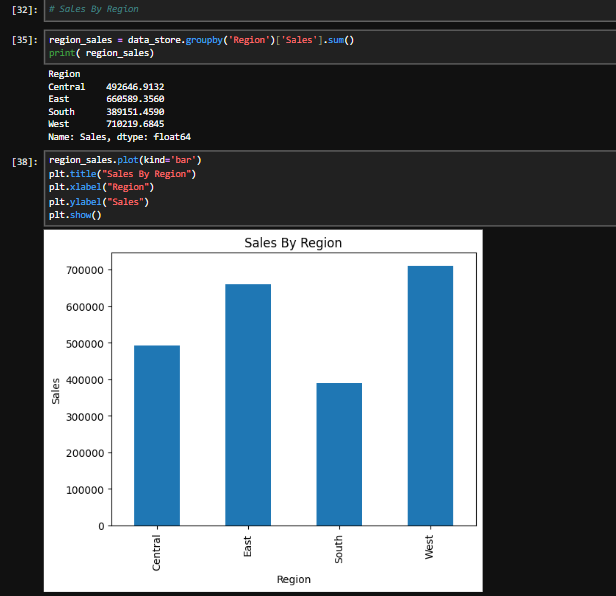 [32]: # Sales By Region
[35]: region_sales = data_store.groupby('Region')['Sales'].sum()
print( region_sales)
Region
Central    492646.9132
East       660589.3560
South      389151.4590
West       710219.6845
Name: Sales, dtype: float64
[38]: region_sales.plot(kind='bar')
plt.title("Sales By Region")
plt.xlabel("Region")
plt.ylabel("Sales")
plt.show()
Sales By Region
700000
600000
500000
400000
300000
200000
100000
0
Sales
Central
East
South
West
Region